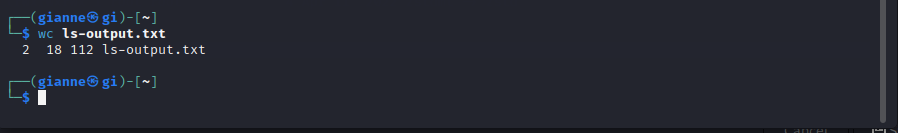 ┌──(gianne㉿gi)-[~]
└─$ wc ls-output.txt
  2  18 112 ls-output.txt
┌──(gianne㉿gi)-[~]
└─$